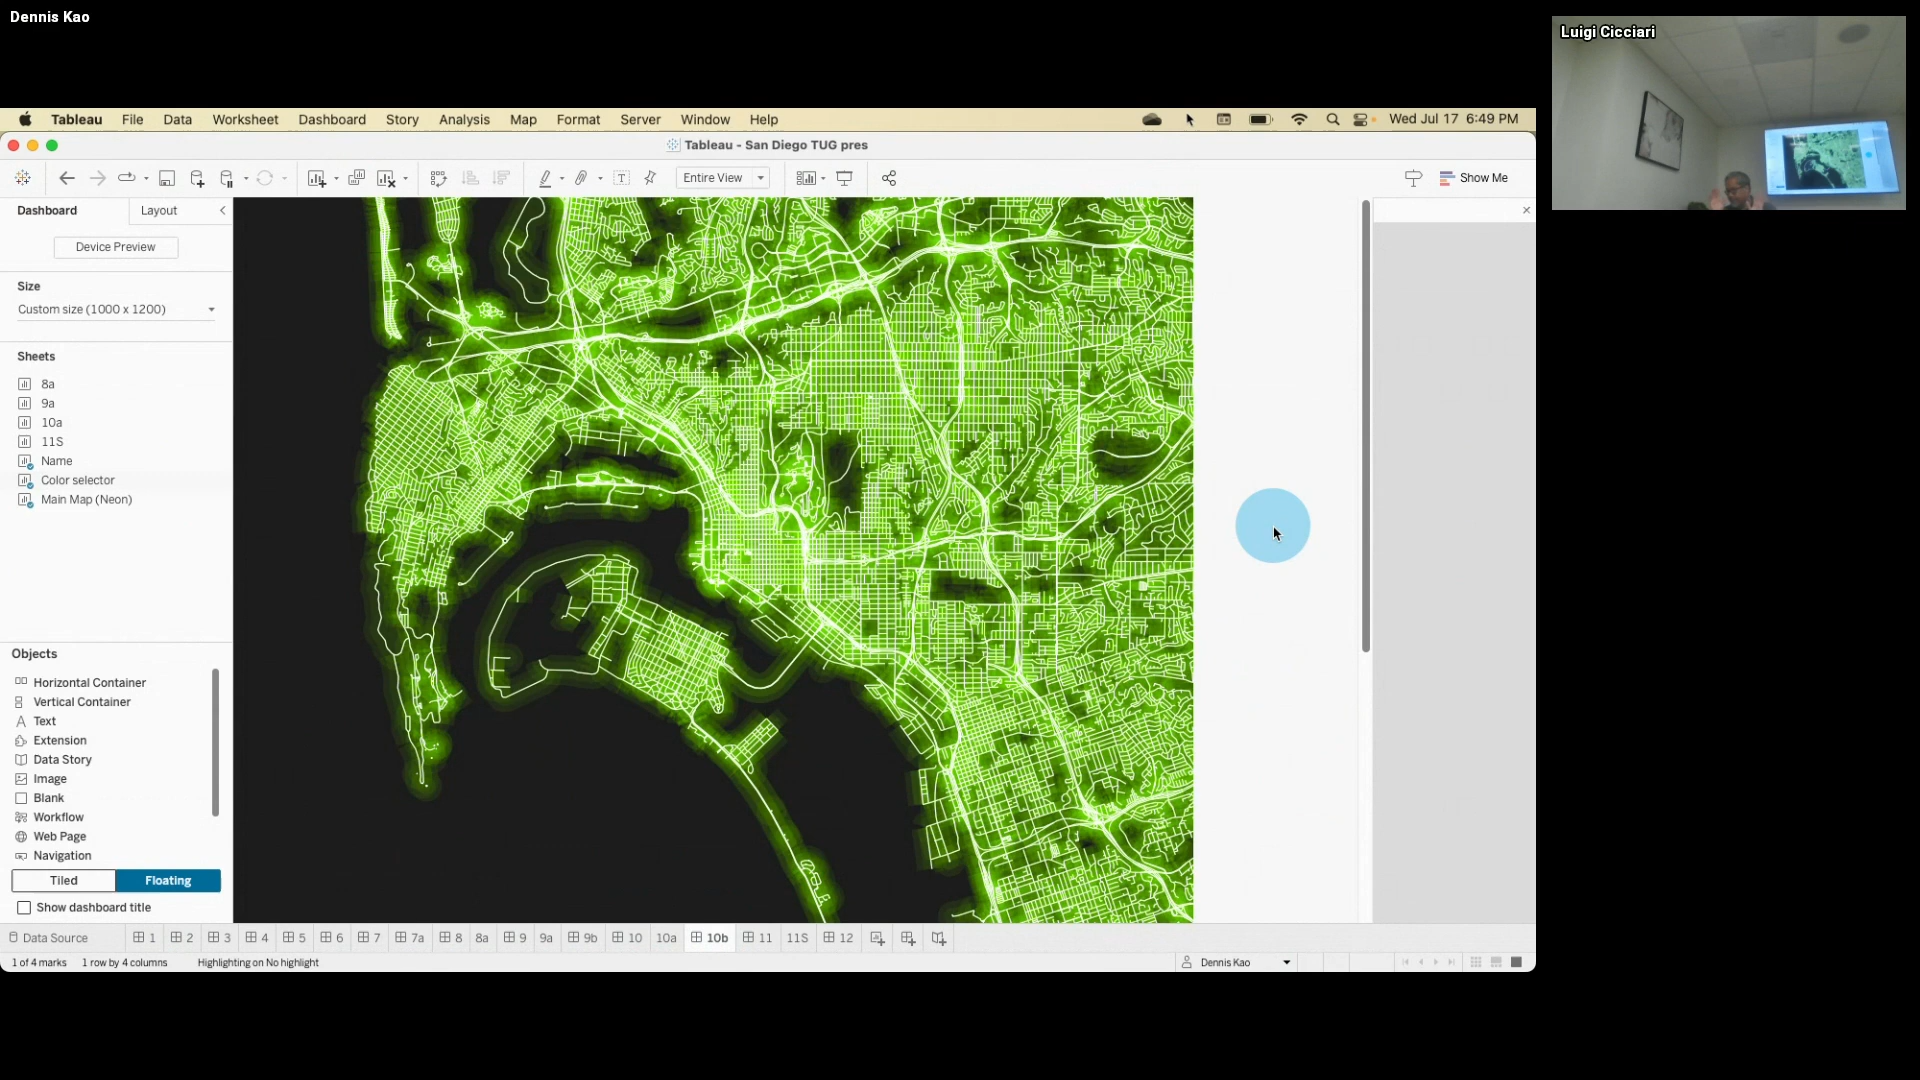 Dennis Kao
Luigi Cicciari
Tableau File Data Worksheet Dashboard Story Analysis Map Format Server Window Help Wed Jul 17 6:49 PM
Tableau - San Diego TUG pres
Entire View
Show Me
Dashboard Layout
Device Preview
Size
Custom size (1000 x 1200)
Sheets
8a
9a
10a
11S
Name
Color selector
Main Map (Neon)
Objects
Horizontal Container
Vertical Container
Text
Extension
Data Story
Image
Blank
Workflow
Web Page
Navigation
Tiled Floating
Show dashboard title
Data Source 1 2 3 4 5 6 7 7a 8 8a 9 9a 9b 10 10a 10b 11 11S 12
1 of 4 marks 1 row by 4 columns Highlighting on No highlight Dennis Kao